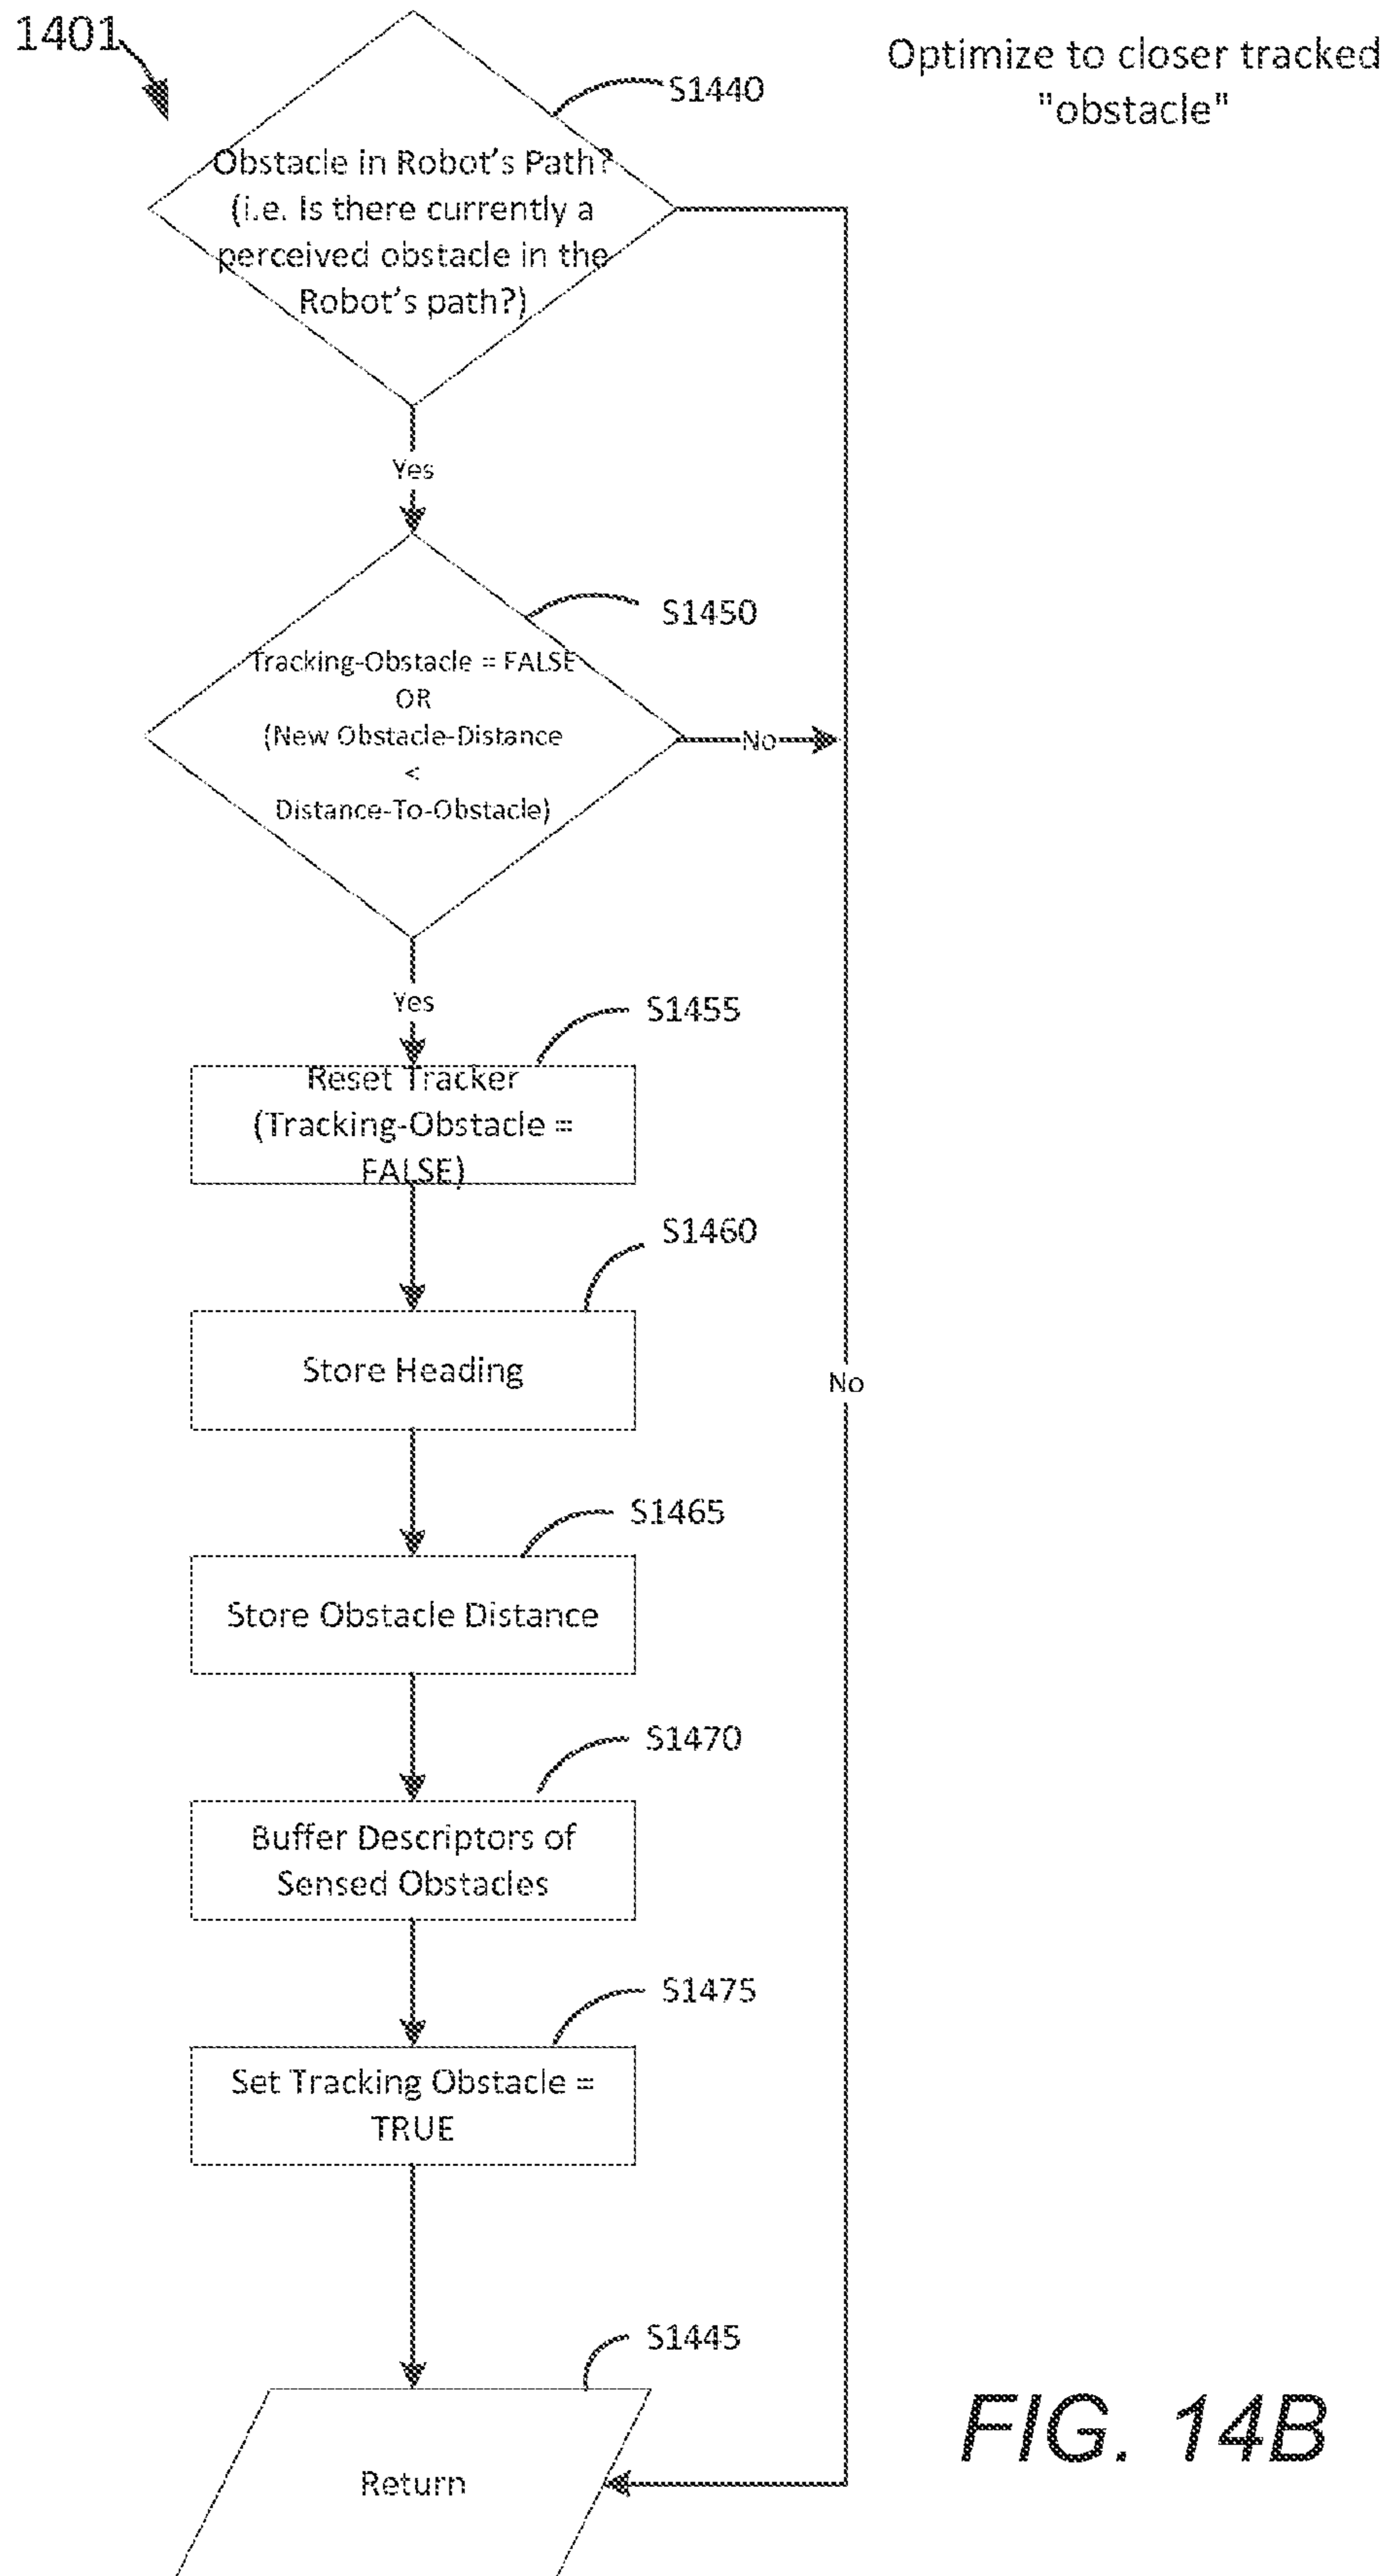 1401
Optimize to closer tracked
"obstacle"
S1440
Obstacle in Robot's Path?
(i.e. Is there currently a
perceived obstacle in the
Robot's path?)
Yes
S1450
Tracking-Obstacle = FALSE
OR
(New Obstacle-Distance
<
Distance-To-Obstacle)
No
Yes
S1455
Reset Tracker
(Tracking-Obstacle =
FALSE)
S1460
Store Heading
No
S1465
Store Obstacle Distance
S1470
Buffer Descriptors of
Sensed Obstacles
S1475
Set Tracking Obstacle =
TRUE
S1445
Return
FIG. 14B